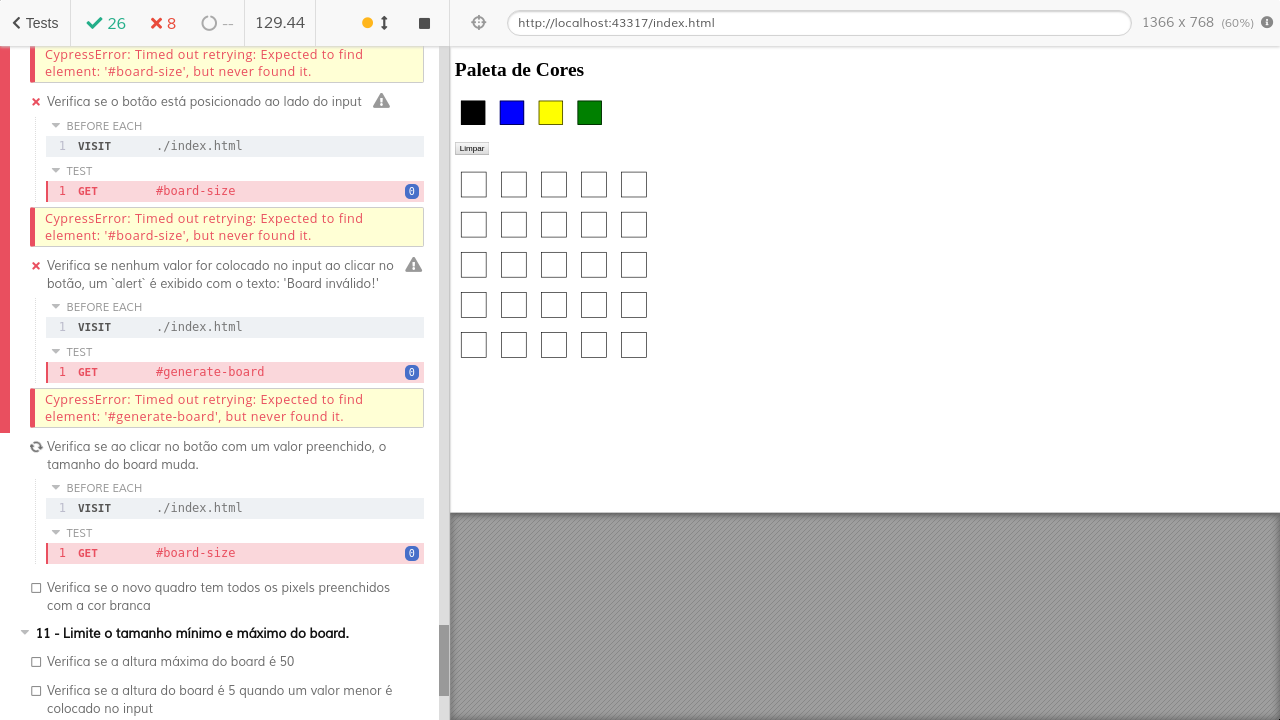 Tests
26
8
--
129.44
http://localhost:43317/index.html
1366 x 768 (60%)
CypressError: Timed out retrying: Expected to find
element: '#board-size', but never found it.
Verifica se o botão está posicionado ao lado do input
BEFORE EACH
1 VISIT ./index.html
TEST
1 GET #board-size 0
CypressError: Timed out retrying: Expected to find
element: '#board-size', but never found it.
Verifica se nenhum valor for colocado no input ao clicar no
botão, um `alert` é exibido com o texto: 'Board inválido!'
BEFORE EACH
1 VISIT ./index.html
TEST
1 GET #generate-board 0
CypressError: Timed out retrying: Expected to find
element: '#generate-board', but never found it.
Verifica se ao clicar no botão com um valor preenchido, o
tamanho do board muda.
BEFORE EACH
1 VISIT ./index.html
TEST
1 GET #board-size 0
Verifica se o novo quadro tem todos os pixels preenchidos
com a cor branca
11 - Limite o tamanho mínimo e máximo do board.
Verifica se a altura máxima do board é 50
Verifica se a altura do board é 5 quando um valor menor é
colocado no input
Paleta de Cores
Limpar